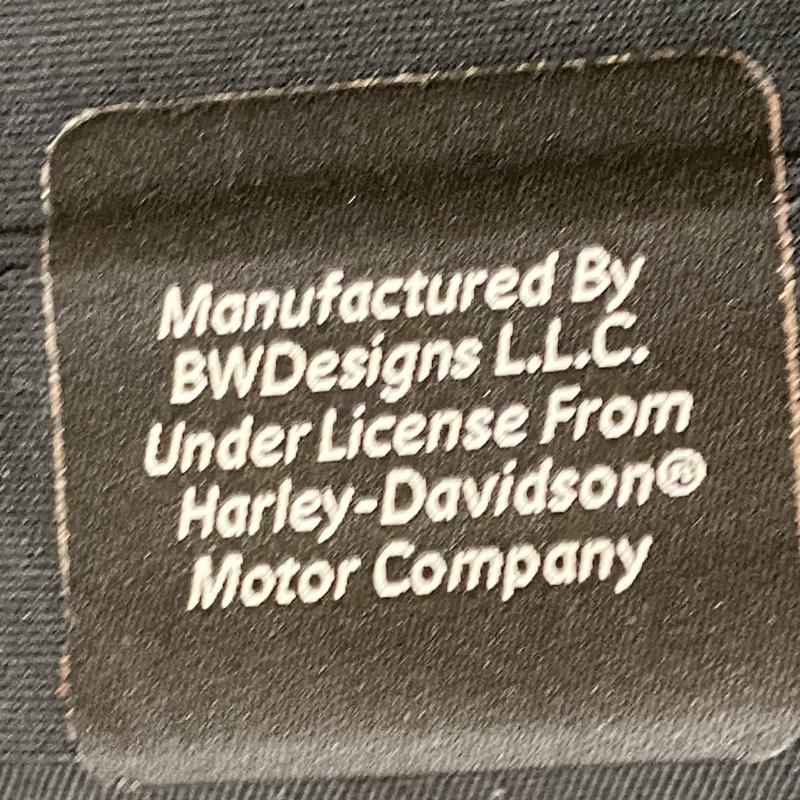 Manufactured By
BWDesigns L.L.C.
Under License From
Harley-Davidson®
Motor Company